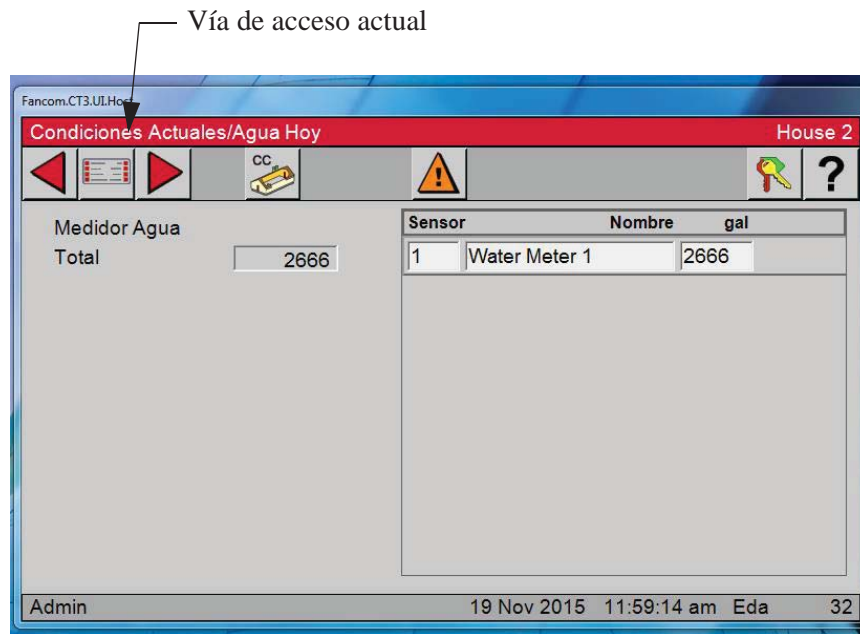 Vía de acceso actual
Fancom.CT3.UI.Host
Condiciones Actuales/Agua Hoy House 2
CC
?
Medidor Agua
Total 2666
Sensor Nombre gal
1 Water Meter 1 2666
Admin 19 Nov 2015 11:59:14 am Eda 32